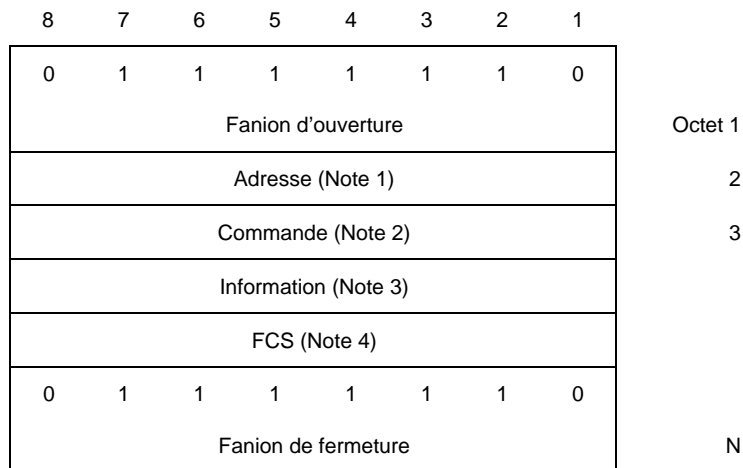 8 7 6 5 4 3 2 1
0 1 1 1 1 1 1 0
Fanion d'ouverture Octet 1
Adresse (Note 1) 2
Commande (Note 2) 3
Information (Note 3)
FCS (Note 4)
0 1 1 1 1 1 1 0
Fanion de fermeture N